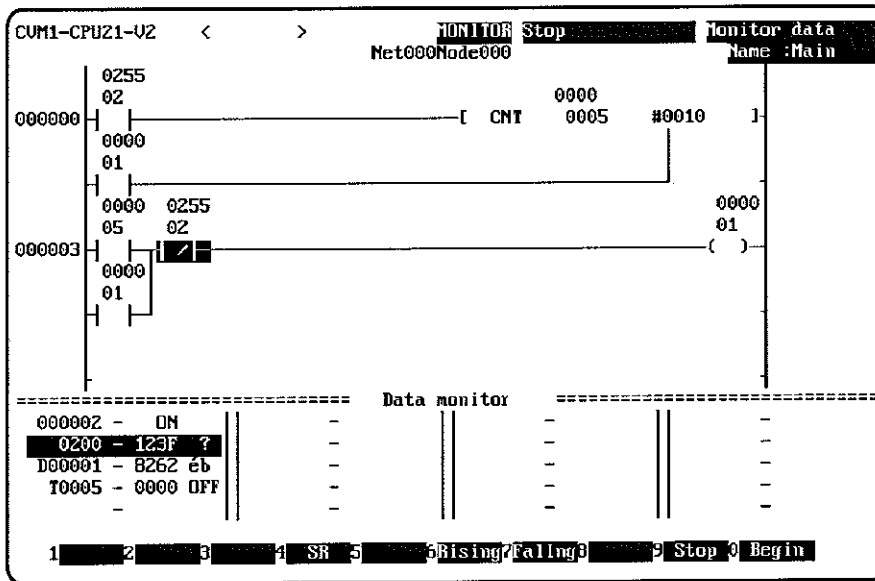 CVM1-CPU21-V2 < > MONITOR Stop Monitor data
Net000Node000 Name :Main
0255
02 0000
000000 [ CNT 0005 #0010 ]
0000
01
0000 0255 0000
05 02 01
000003 ( )
0000
01
Data monitor
000002 - ON - - -
0200 - 123F ? - - -
D00001 - 8262 éb - - -
T0005 - 0000 OFF - - -
- - - -
1 2 3 4 SR 5 6 Rising 7 Falng 8 9 Stop 0 Begin